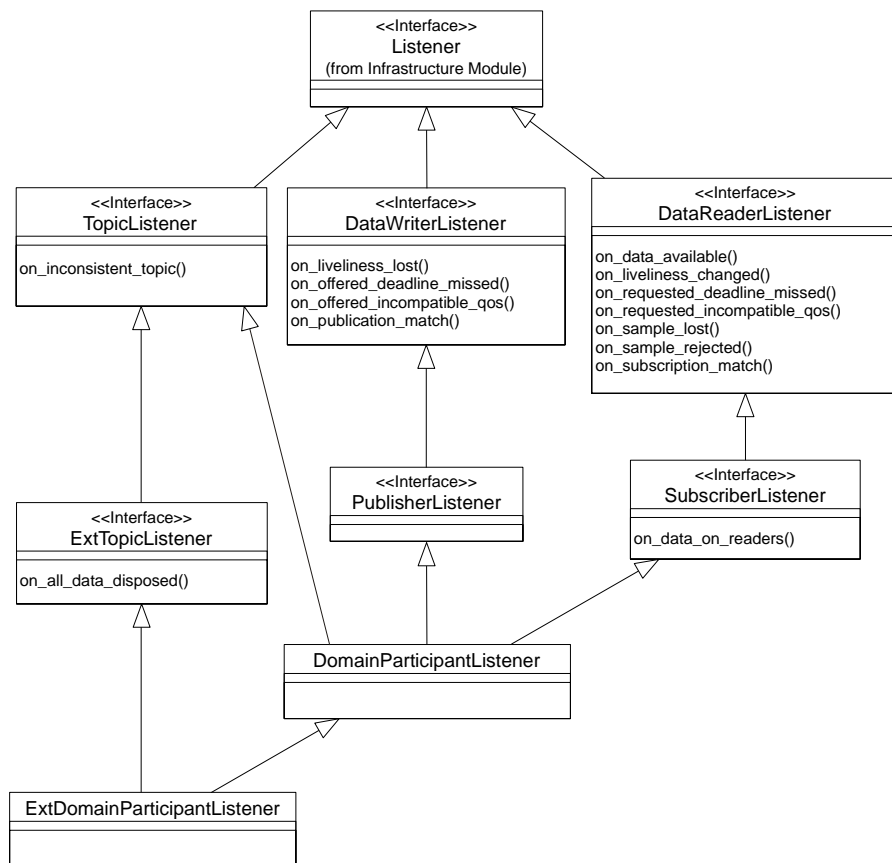 <<Interface>>
Listener
(from Infrastructure Module)
<<Interface>>
TopicListener
on_inconsistent_topic()
<<Interface>>
DataWriterListener
on_liveliness_lost()
on_offered_deadline_missed()
on_offered_incompatible_qos()
on_publication_match()
<<Interface>>
DataReaderListener
on_data_available()
on_liveliness_changed()
on_requested_deadline_missed()
on_requested_incompatible_qos()
on_sample_lost()
on_sample_rejected()
on_subscription_match()
<<Interface>>
ExtTopicListener
on_all_data_disposed()
<<Interface>>
PublisherListener
<<Interface>>
SubscriberListener
on_data_on_readers()
DomainParticipantListener
ExtDomainParticipantListener